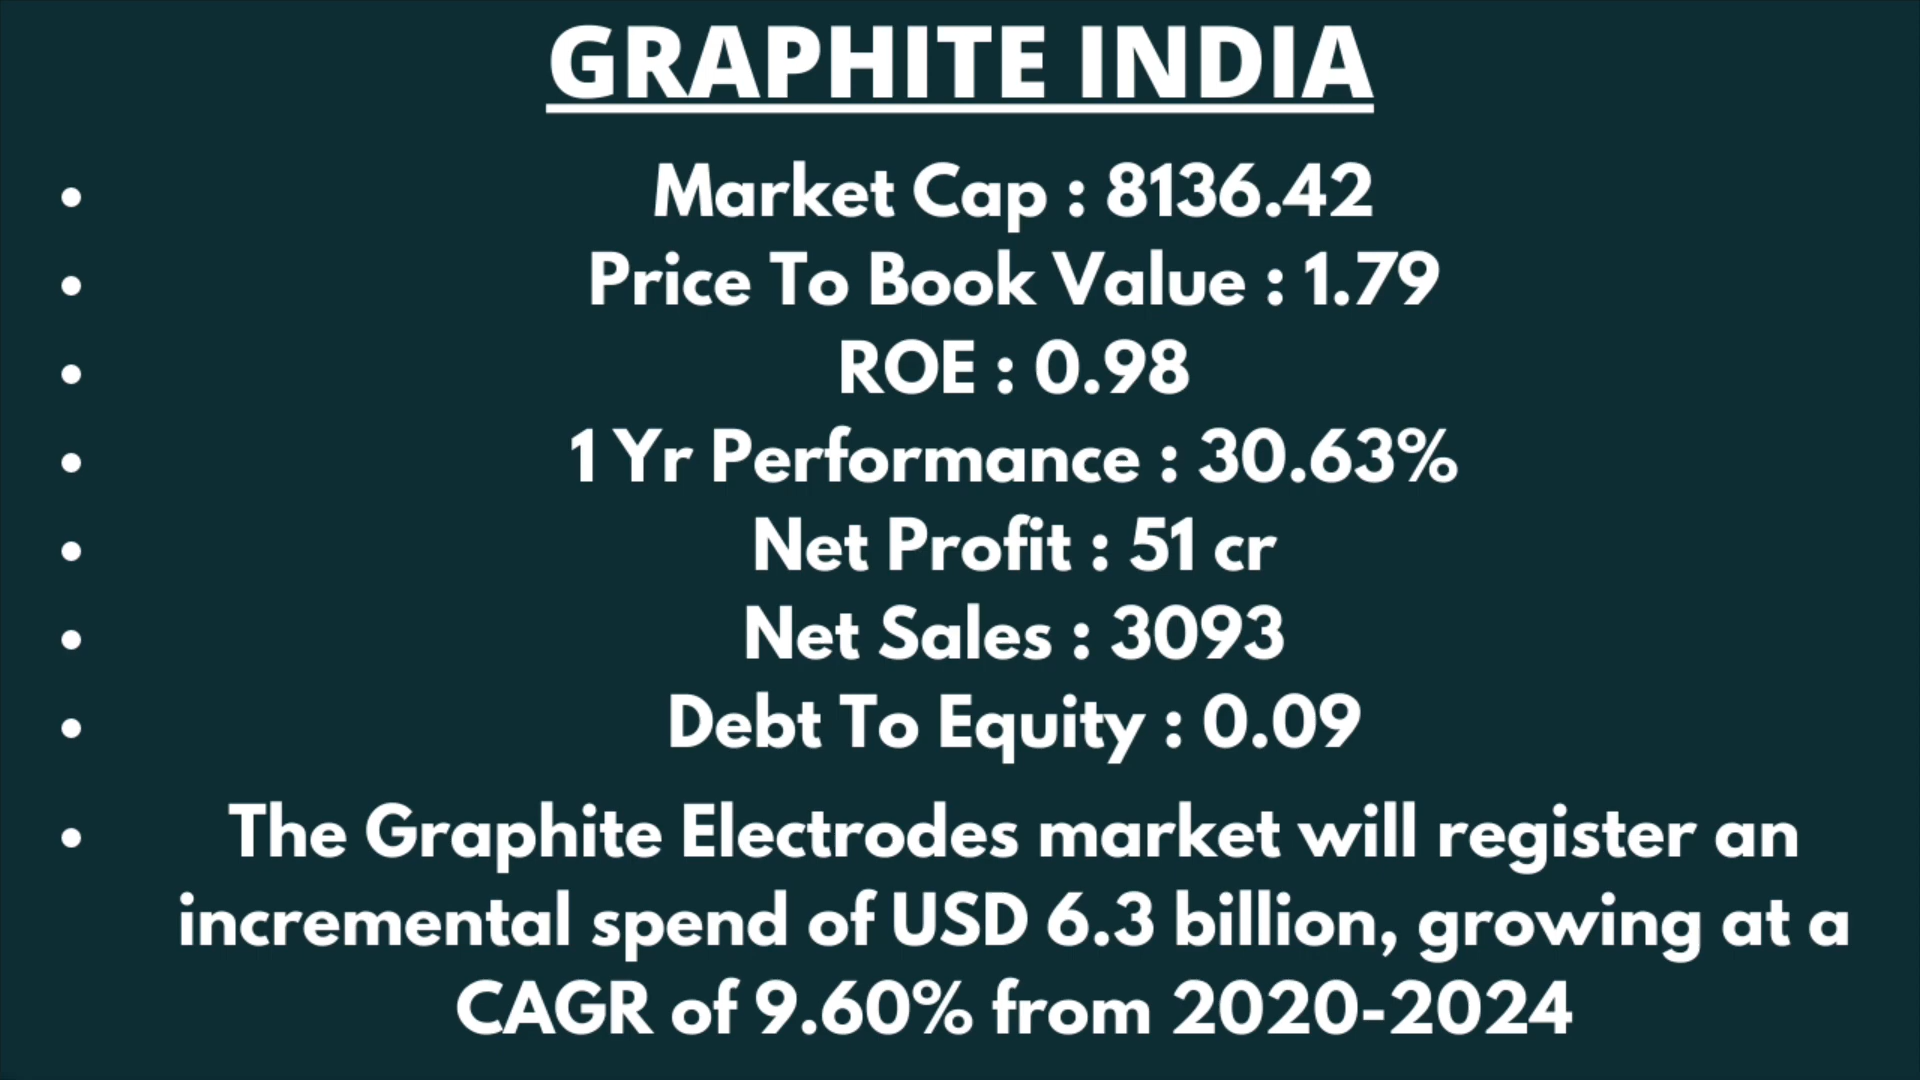 GRAPHITE INDIA
• Market Cap : 8136.42
• Price To Book Value : 1.79
• ROE : 0.98
• 1 Yr Performance : 30.63%
• Net Profit : 51 cr
• Net Sales : 3093
• Debt To Equity : 0.09
• The Graphite Electrodes market will register an
incremental spend of USD 6.3 billion, growing at a
CAGR of 9.60% from 2020-2024